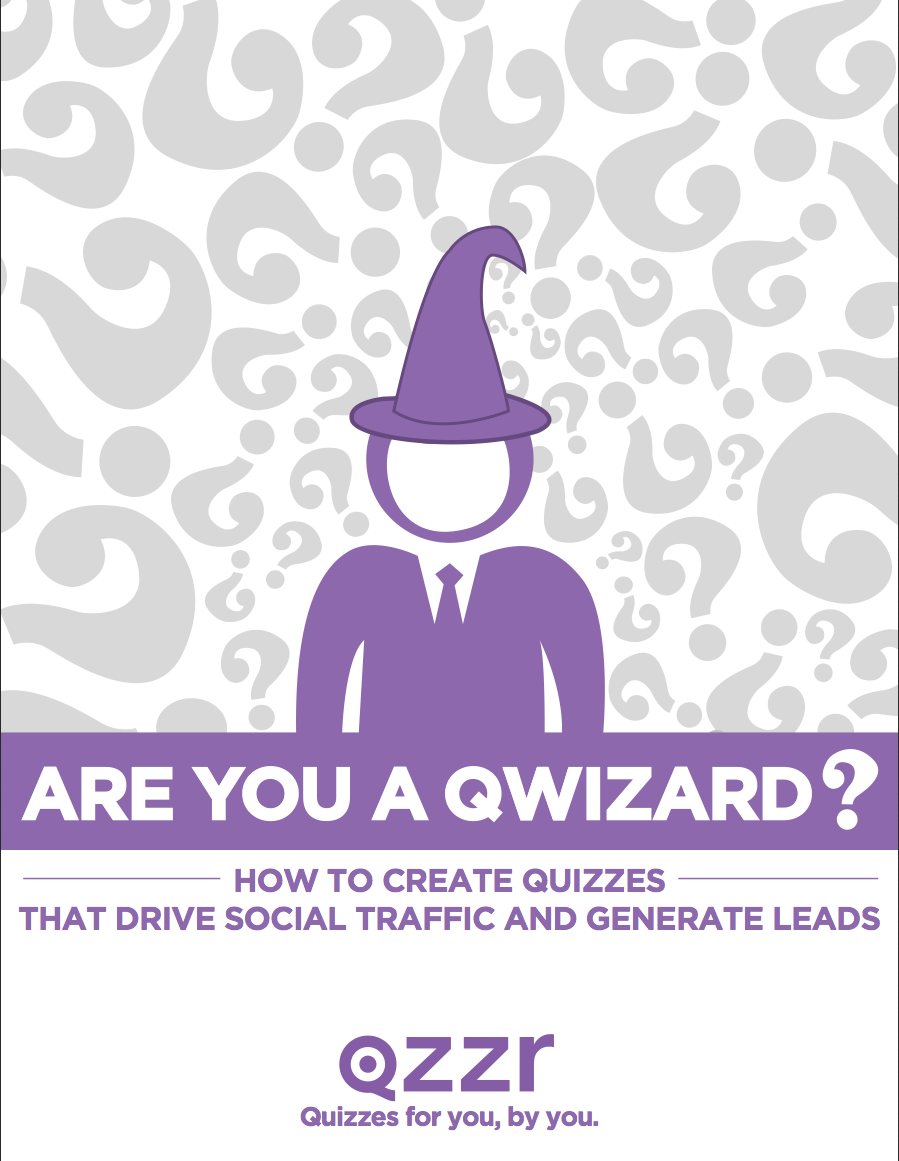 ARE YOU A QWIZARD?
HOW TO CREATE QUIZZES
THAT DRIVE SOCIAL TRAFFIC AND GENERATE LEADS
Qzzr
Quizzes for you, by you.